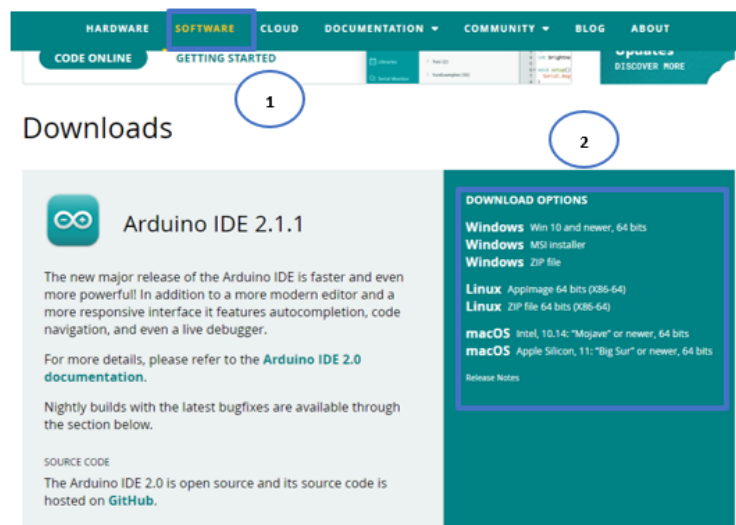 HARDWARE SOFTWARE CLOUD DOCUMENTATION COMMUNITY BLOG ABOUT
CODE ONLINE GETTING STARTED
Updates
DISCOVER MORE
Libraries
Serial Monitor
1
Downloads
2
Arduino IDE 2.1.1
The new major release of the Arduino IDE is faster and even
more powerful! In addition to a more modern editor and a
more responsive interface it features autocompletion, code
navigation, and even a live debugger.
For more details, please refer to the Arduino IDE 2.0
documentation.
Nightly builds with the latest bugfixes are available through
the section below.
SOURCE CODE
The Arduino IDE 2.0 is open source and its source code is
hosted on GitHub.
DOWNLOAD OPTIONS
Windows Win 10 and newer, 64 bits
Windows MSI installer
Windows ZIP file
Linux AppImage 64 bits (X86-64)
Linux ZIP file 64 bits (X86-64)
macOS Intel, 10.14: "Mojave" or newer, 64 bits
macOS Apple Silicon, 11: "Big Sur" or newer, 64 bits
Release Notes